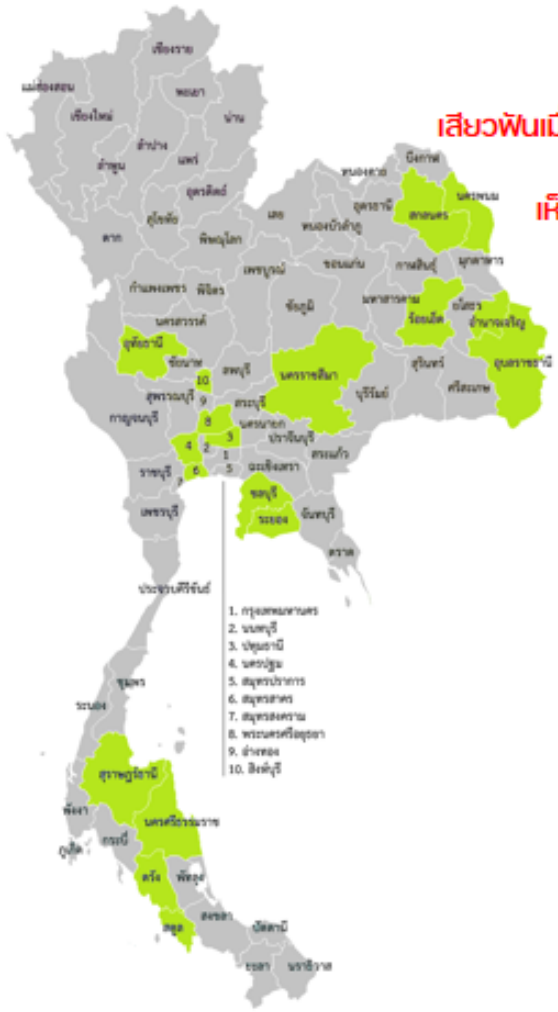 เชียงราย
แม่ฮ่องสอน
พะเยา
เชียงใหม่
น่าน
ลำปาง
ลำพูน
แพร่
อุตรดิตถ์
สุโขทัย
ตาก
พิษณุโลก
กำแพงเพชร
พิจิตร
เพชรบูรณ์
นครสวรรค์
อุทัยธานี
ชัยนาท
เสียวฟันเมื
เห็
บึงกาฬ
หนองคาย
นครพนม
อุดรธานี
สกลนคร
เลย
หนองบัวลำภู
ขอนแก่น
กาฬสินธุ์
มุกดาหาร
มหาสารคาม
ร้อยเอ็ด
ยโสธร
อำนาจเจริญ
ชัยภูมิ
นครราชสีมา
บุรีรัมย์
สุรินทร์
ศรีสะเกษ
อุบลราชธานี
ลพบุรี
10
สุพรรณบุรี
9
สระบุรี
8
นครนายก
กาญจนบุรี
4
2
3
ปราจีนบุรี
1
สระแก้ว
ราชบุรี
6
5
ฉะเชิงเทรา
7
ชลบุรี
เพชรบุรี
ระยอง
จันทบุรี
ตราด
ประจวบคีรีขันธ์
1. กรุงเทพมหานคร
2. นนทบุรี
3. ปทุมธานี
4. นครปฐม
5. สมุทรปราการ
6. สมุทรสาคร
7. สมุทรสงคราม
8. พระนครศรีอยุธยา
9. อ่างทอง
10. สิงห์บุรี
ชุมพร
ระนอง
สุราษฎร์ธานี
พังงา
นครศรีธรรมราช
กระบี่
ภูเก็ต
ตรัง
พัทลุง
สตูล
สงขลา
ปัตตานี
ยะลา
นราธิวาส